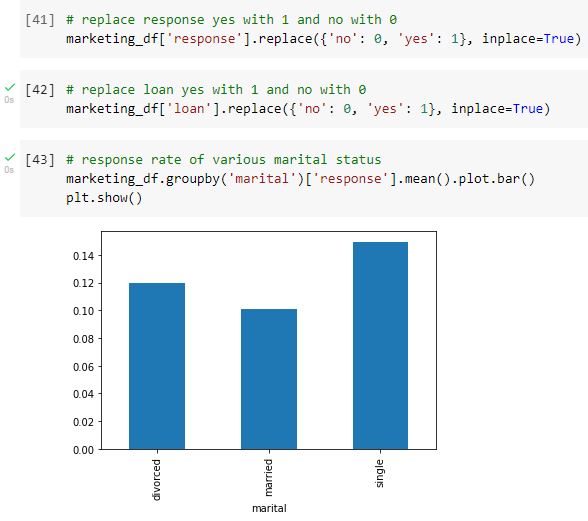 [41] # replace response yes with 1 and no with 0
marketing_df['response'].replace({'no': 0, 'yes': 1}, inplace=True)
[42] # replace loan yes with 1 and no with 0
0s
marketing_df['loan'].replace({'no': 0, 'yes': 1}, inplace=True)
[43] # response rate of various marital status
0s
marketing_df.groupby('marital')['response'].mean().plot.bar()
plt.show()
0.14
0.12
0.10
0.08
0.06
0.04
0.02
0.00
divorced
married
single
marital